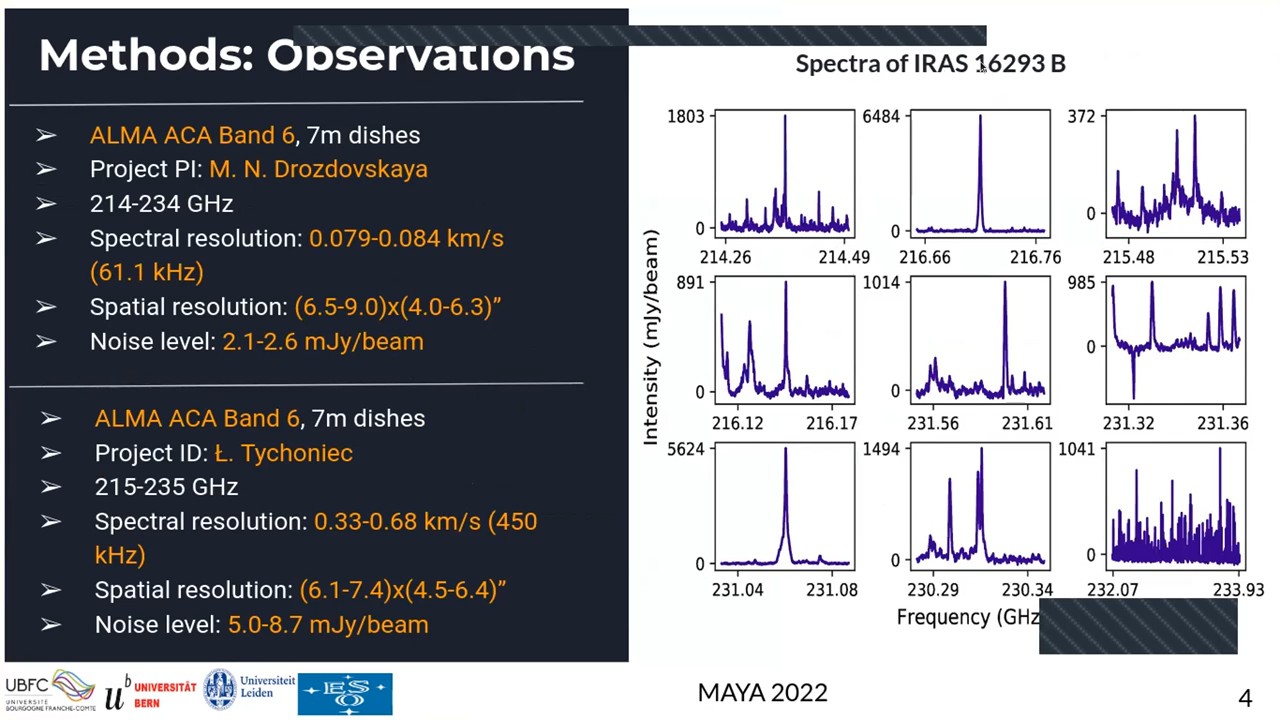 Methods: Observations
➢ ALMA ACA Band 6, 7m dishes
➢ Project PI: M. N. Drozdovskaya
➢ 214-234 GHz
➢ Spectral resolution: 0.079-0.084 km/s
(61.1 kHz)
➢ Spatial resolution: (6.5-9.0)x(4.0-6.3)”
➢ Noise level: 2.1-2.6 mJy/beam
➢ ALMA ACA Band 6, 7m dishes
➢ Project ID: Ł. Tychoniec
➢ 215-235 GHz
➢ Spectral resolution: 0.33-0.68 km/s (450
kHz)
➢ Spatial resolution: (6.1-7.4)x(4.5-6.4)”
➢ Noise level: 5.0-8.7 mJy/beam
Spectra of IRAS 16293 B
Intensity (mJy/beam)
1803 6484 372
0 0 0
214.26 214.49 216.66 216.76 215.48 215.53
891 1014 985
0 0 0
216.12 216.17 231.56 231.61 231.32 231.36
5624 1494 1041
0 0 0
231.04 231.08 230.29 230.34 232.07 233.93
Frequency (GHz
UBFC
UNIVERSITÉ
BOURGOGNE FRANCHE-COMTÉ
u b
UNIVERSITÄT
BERN
Universiteit
Leiden
ESO
MAYA 2022
4